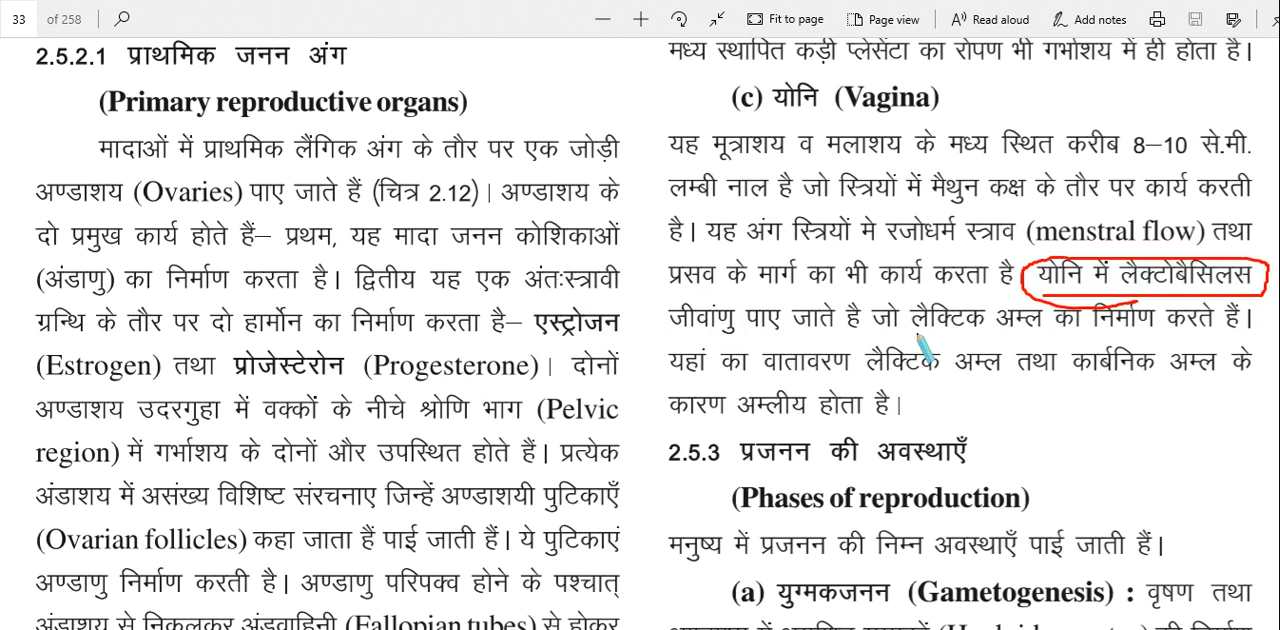 33 of 258 Fit to page Page view Read aloud Add notes
2.5.2.1 प्राथमिक जनन अंग
(Primary reproductive organs)
मादाओं में प्राथमिक लैंगिक अंग के तौर पर एक जोड़ी
अण्डाशय (Ovaries) पाए जाते हैं (चित्र 2.12)। अण्डाशय के
दो प्रमुख कार्य होते हैं– प्रथम, यह मादा जनन कोशिकाओं
(अंडाणु) का निर्माण करता है। द्वितीय यह एक अंतःस्त्रावी
ग्रन्थि के तौर पर दो हार्मोन का निर्माण करता है– एस्ट्रोजन
(Estrogen) तथा प्रोजेस्टेरोन (Progesterone)। दोनों
अण्डाशय उदरगुहा में वक्कों के नीचे श्रोणि भाग (Pelvic
region) में गर्भाशय के दोनों और उपस्थित होते हैं। प्रत्येक
अंडाशय में असंख्य विशिष्ट संरचनाए जिन्हें अण्डाशयी पुटिकाएँ
(Ovarian follicles) कहा जाता हैं पाई जाती हैं। ये पुटिकाएं
अण्डाणु निर्माण करती है। अण्डाणु परिपक्व होने के पश्चात्
अंडाशय से निकलकर अंडवाहिनी (Fallopian tubes) से होकर
मध्य स्थापित कड़ी प्लेसेंटा का रोपण भी गर्भाशय में ही होता है।
(c) योनि (Vagina)
यह मूत्राशय व मलाशय के मध्य स्थित करीब 8–10 से.मी.
लम्बी नाल है जो स्त्रियों में मैथुन कक्ष के तौर पर कार्य करती
है। यह अंग स्त्रियों मे रजोधर्म स्त्राव (menstral flow) तथा
प्रसव के मार्ग का भी कार्य करता है योनि में लैक्टोबैसिलस
जीवांणु पाए जाते है जो लैक्टिक अम्ल का निर्माण करते हैं।
यहां का वातावरण लैक्टिक अम्ल तथा कार्बनिक अम्ल के
कारण अम्लीय होता है।
2.5.3 प्रजनन की अवस्थाएँ
(Phases of reproduction)
मनुष्य में प्रजनन की निम्न अवस्थाएँ पाई जाती हैं।
(a) युग्मकजनन (Gametogenesis) : वृषण तथा